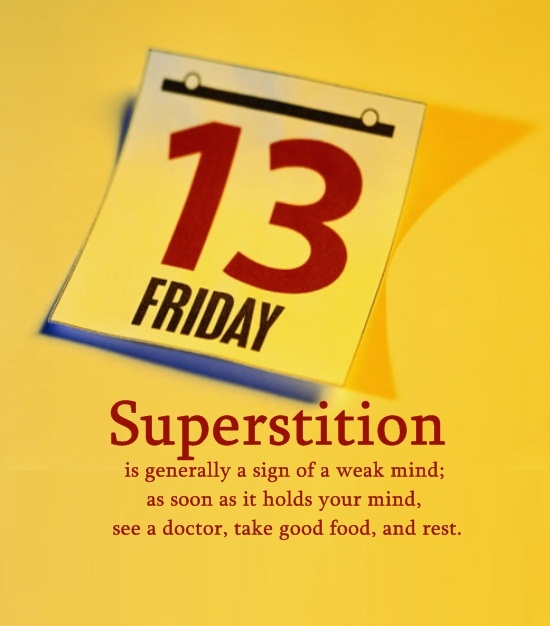 13
FRIDAY
Superstition
is generally a sign of a weak mind;
as soon as it holds your mind,
see a doctor, take good food, and rest.